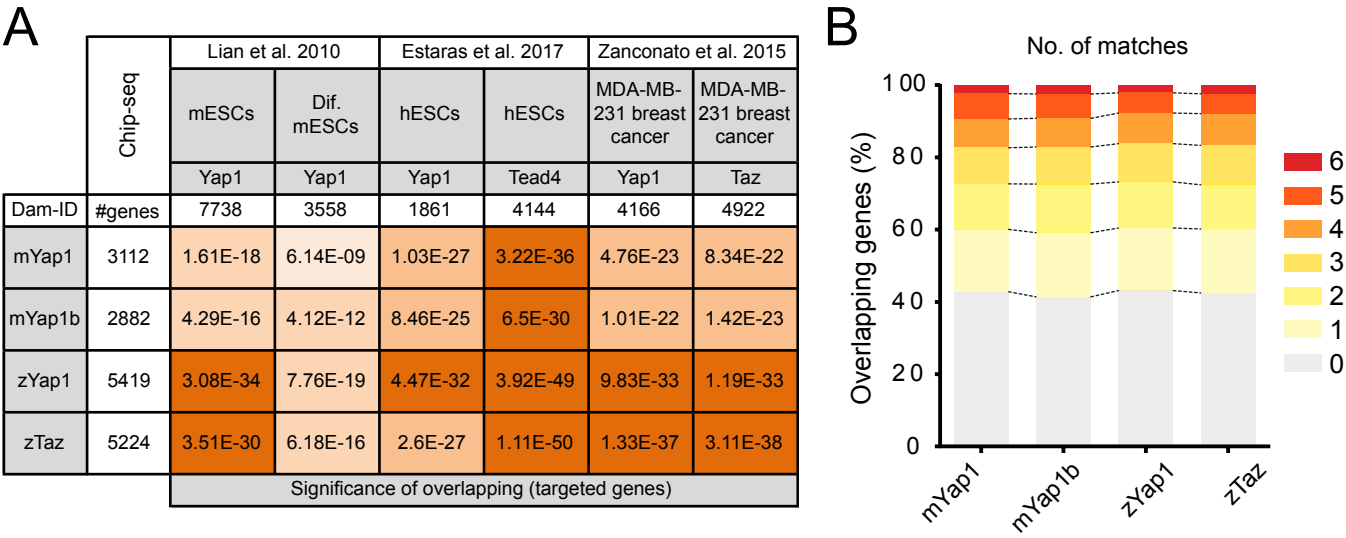 A
Chip-seq
Lian et al. 2010
Estaras et al. 2017
Zanconato et al. 2015
mESCs
Dif.
mESCs
hESCs
hESCs
MDA-MB-
231 breast
cancer
MDA-MB-
231 breast
cancer
Yap1
Yap1
Yap1
Tead4
Yap1
Taz
Dam-ID #genes 7738 3558 1861 4144 4166 4922
mYap1 3112 1.61E-18 6.14E-09 1.03E-27 3.22E-36 4.76E-23 8.34E-22
mYap1b 2882 4.29E-16 4.12E-12 8.46E-25 6.5E-30 1.01E-22 1.42E-23
zYap1 5419 3.08E-34 7.76E-19 4.47E-32 3.92E-49 9.83E-33 1.19E-33
zTaz 5224 3.51E-30 6.18E-16 2.6E-27 1.11E-50 1.33E-37 3.11E-38
Significance of overlapping (targeted genes)
B
No. of matches
Overlapping genes (%)
100
80
60
40
20
0
mYap1
mYap1b
zYap1
zTaz
6
5
4
3
2
1
0